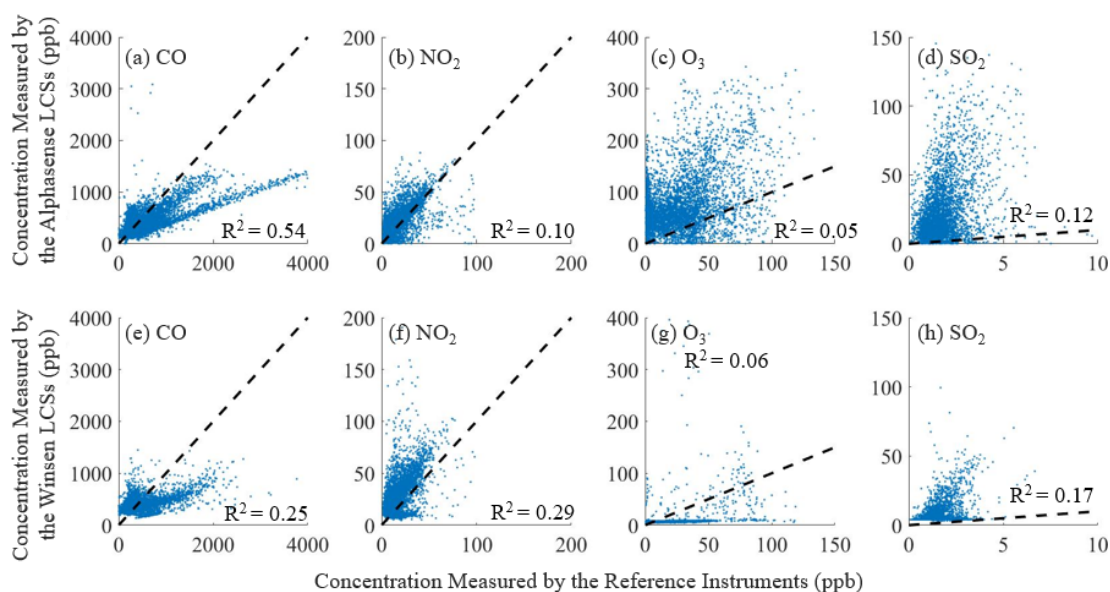 Concentration Measured by
the Alphasense LCSs (ppb)
4000
3000
2000
1000
0
(a) CO
R² = 0.54
0 2000 4000
200
150
100
50
0
(b) NO₂
R² = 0.10
0 100 200
400
300
200
100
0
(c) O₃
R² = 0.05
0 50 100 150
150
100
50
0
(d) SO₂
R² = 0.12
0 5 10
Concentration Measured by
the Winsen LCSs (ppb)
4000
3000
2000
1000
0
(e) CO
R² = 0.25
0 2000 4000
200
150
100
50
0
(f) NO₂
R² = 0.29
0 100 200
400
300
200
100
0
(g) O₃
R² = 0.06
0 50 100 150
150
100
50
0
(h) SO₂
R² = 0.17
0 5 10
Concentration Measured by the Reference Instruments (ppb)